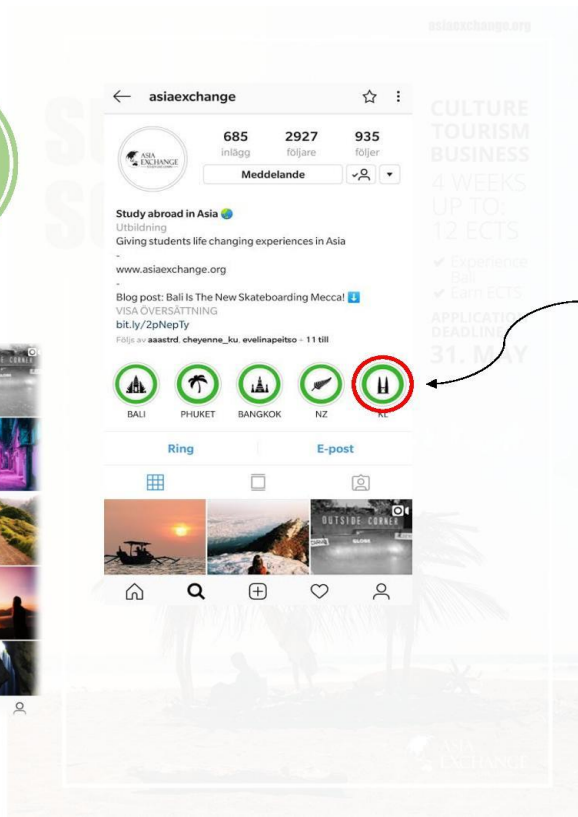 asiaexchange.org
← asiaexchange
685 2927 935
inlägg följare följer
ASIA
EXCHANGE
Meddelande
Study abroad in Asia
Utbildning
Giving students life changing experiences in Asia
-
www.asiaexchange.org
-
Blog post: Bali Is The New Skateboarding Mecca!
VISA ÖVERSÄTTNING
bit.ly/2pNepTy
Följs av aaastrd, cheyenne_ku, evelinapeitso + 11 till
BALI PHUKET BANGKOK NZ KL
Ring E-post
OUTSIDE CORNER
GLOBE
CULTURE
TOURISM
BUSINESS
4 WEEKS
UP TO:
12 ECTS
✔ Experience
Bali
✔ Earn ECTS
APPLICATION
DEADLINE
31. MAY
ASIA
EXCHANGE